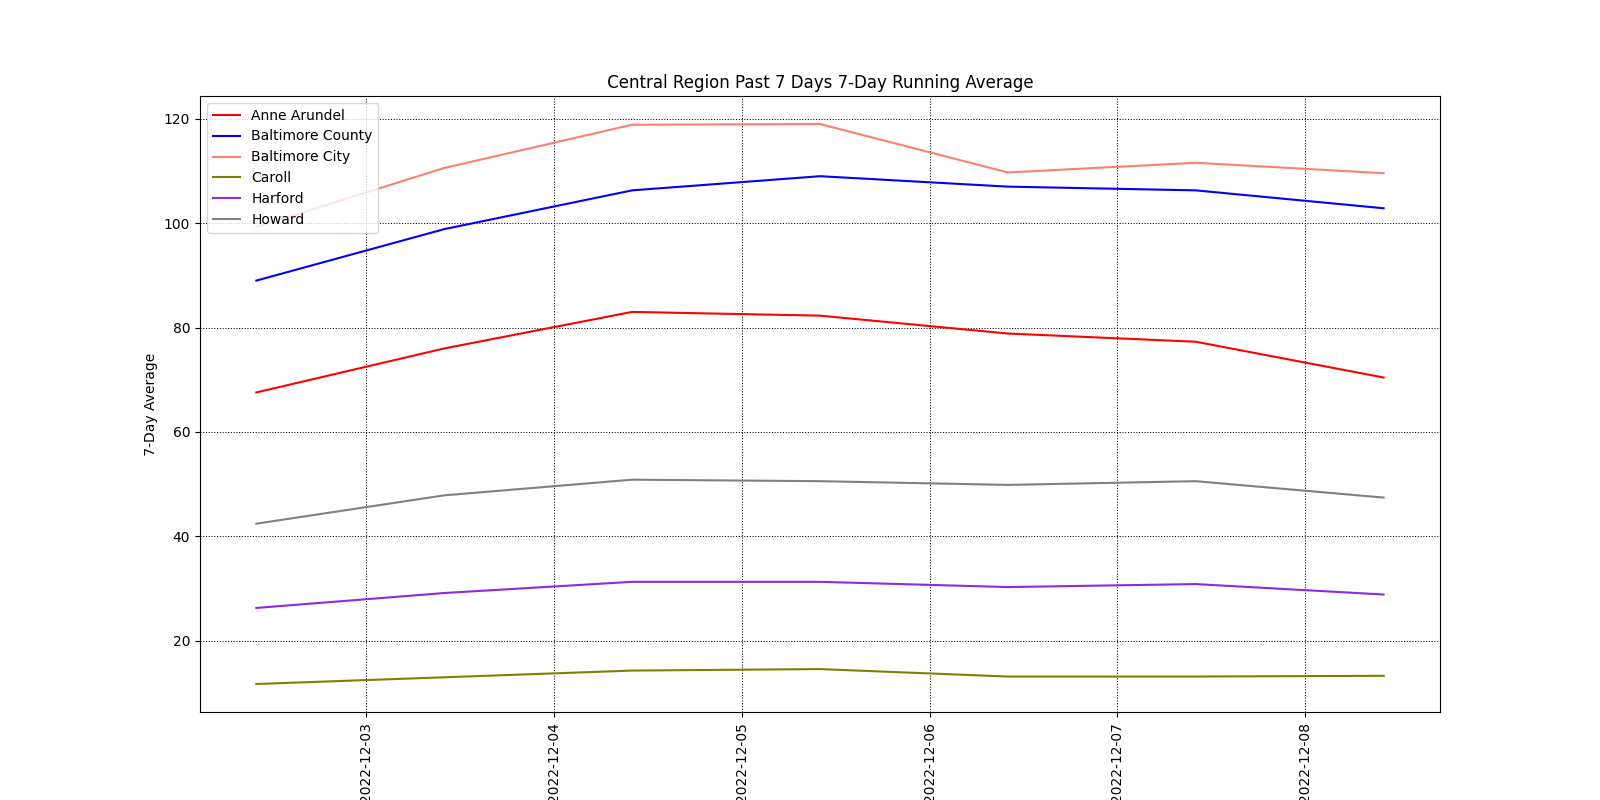 Central Region Past 7 Days 7-Day Running Average
Anne Arundel
Baltimore County
Baltimore City
Caroll
Harford
Howard
120
100
80
60
40
20
7-Day Average
2022-12-03
2022-12-04
2022-12-05
2022-12-06
2022-12-07
2022-12-08